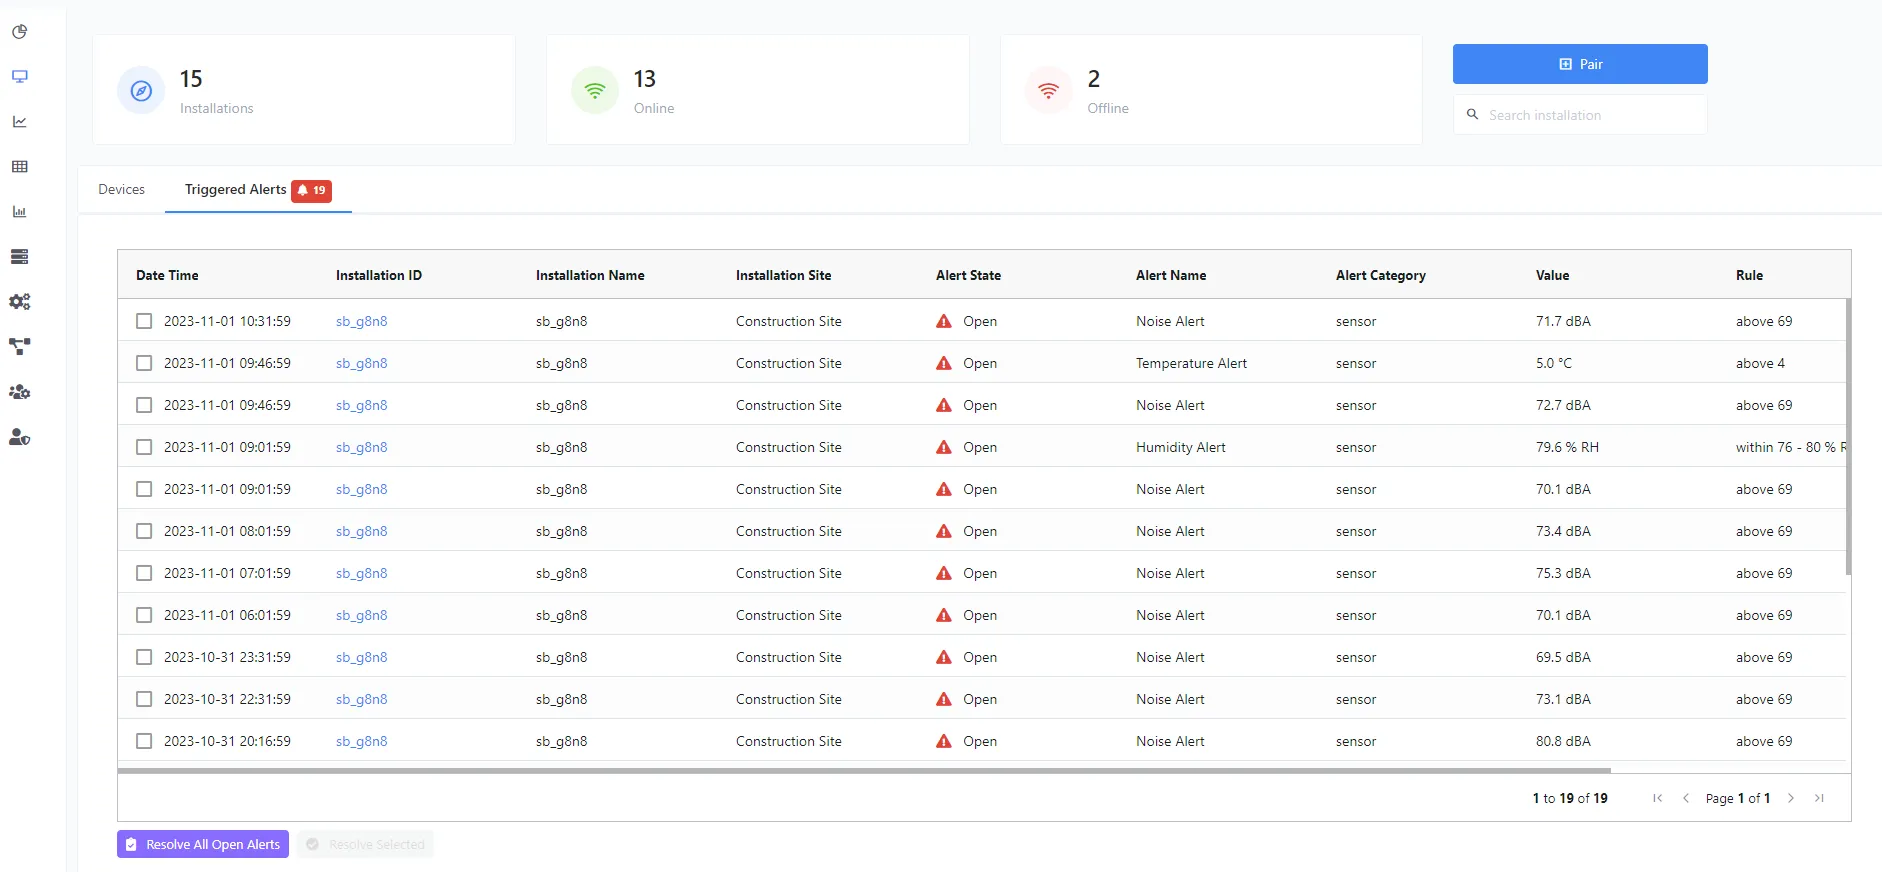 15
Installations
13
Online
2
Offline
Pair
Search installation
Devices
Triggered Alerts 19
Date Time Installation ID Installation Name Installation Site Alert State Alert Name Alert Category Value Rule
2023-11-01 10:31:59 sb_g8n8 sb_g8n8 Construction Site Open Noise Alert sensor 71.7 dBA above 69
2023-11-01 09:46:59 sb_g8n8 sb_g8n8 Construction Site Open Temperature Alert sensor 5.0 °C above 4
2023-11-01 09:46:59 sb_g8n8 sb_g8n8 Construction Site Open Noise Alert sensor 72.7 dBA above 69
2023-11-01 09:01:59 sb_g8n8 sb_g8n8 Construction Site Open Humidity Alert sensor 79.6 % RH within 76 - 80 % R
2023-11-01 09:01:59 sb_g8n8 sb_g8n8 Construction Site Open Noise Alert sensor 70.1 dBA above 69
2023-11-01 08:01:59 sb_g8n8 sb_g8n8 Construction Site Open Noise Alert sensor 73.4 dBA above 69
2023-11-01 07:01:59 sb_g8n8 sb_g8n8 Construction Site Open Noise Alert sensor 75.3 dBA above 69
2023-11-01 06:01:59 sb_g8n8 sb_g8n8 Construction Site Open Noise Alert sensor 70.1 dBA above 69
2023-10-31 23:31:59 sb_g8n8 sb_g8n8 Construction Site Open Noise Alert sensor 69.5 dBA above 69
2023-10-31 22:31:59 sb_g8n8 sb_g8n8 Construction Site Open Noise Alert sensor 73.1 dBA above 69
2023-10-31 20:16:59 sb_g8n8 sb_g8n8 Construction Site Open Noise Alert sensor 80.8 dBA above 69
1 to 19 of 19 Page 1 of 1
Resolve All Open Alerts Resolve Selected